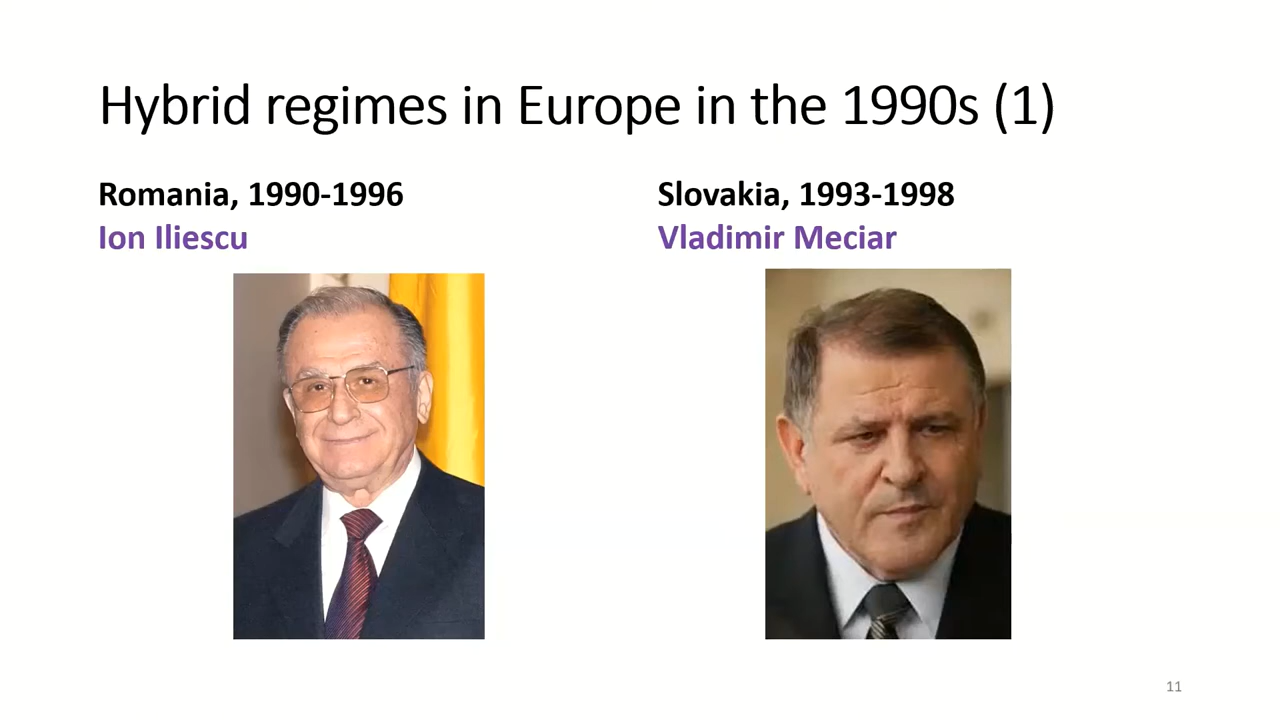 Hybrid regimes in Europe in the 1990s (1)
Romania, 1990-1996
Ion Iliescu
Slovakia, 1993-1998
Vladimir Meciar
11